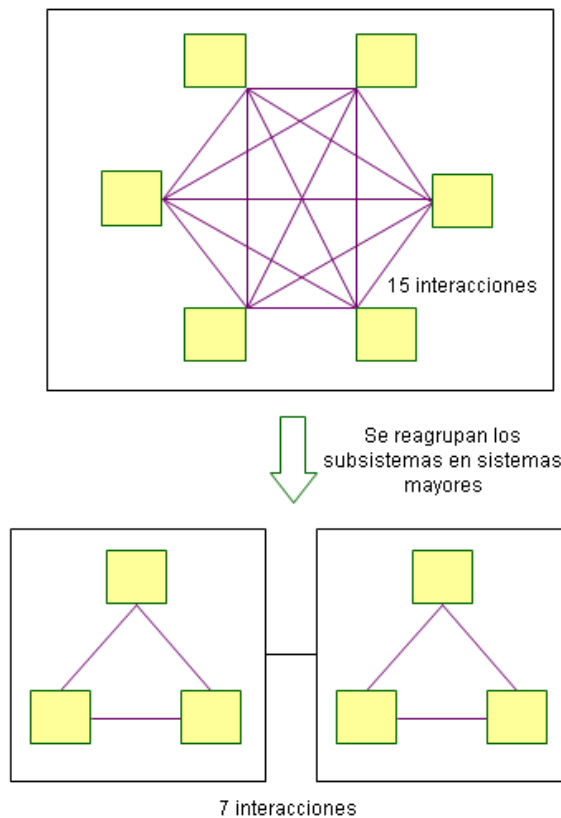 15 interacciones
Se reagrupan los
subsistemas en sistemas
mayores
7 interacciones